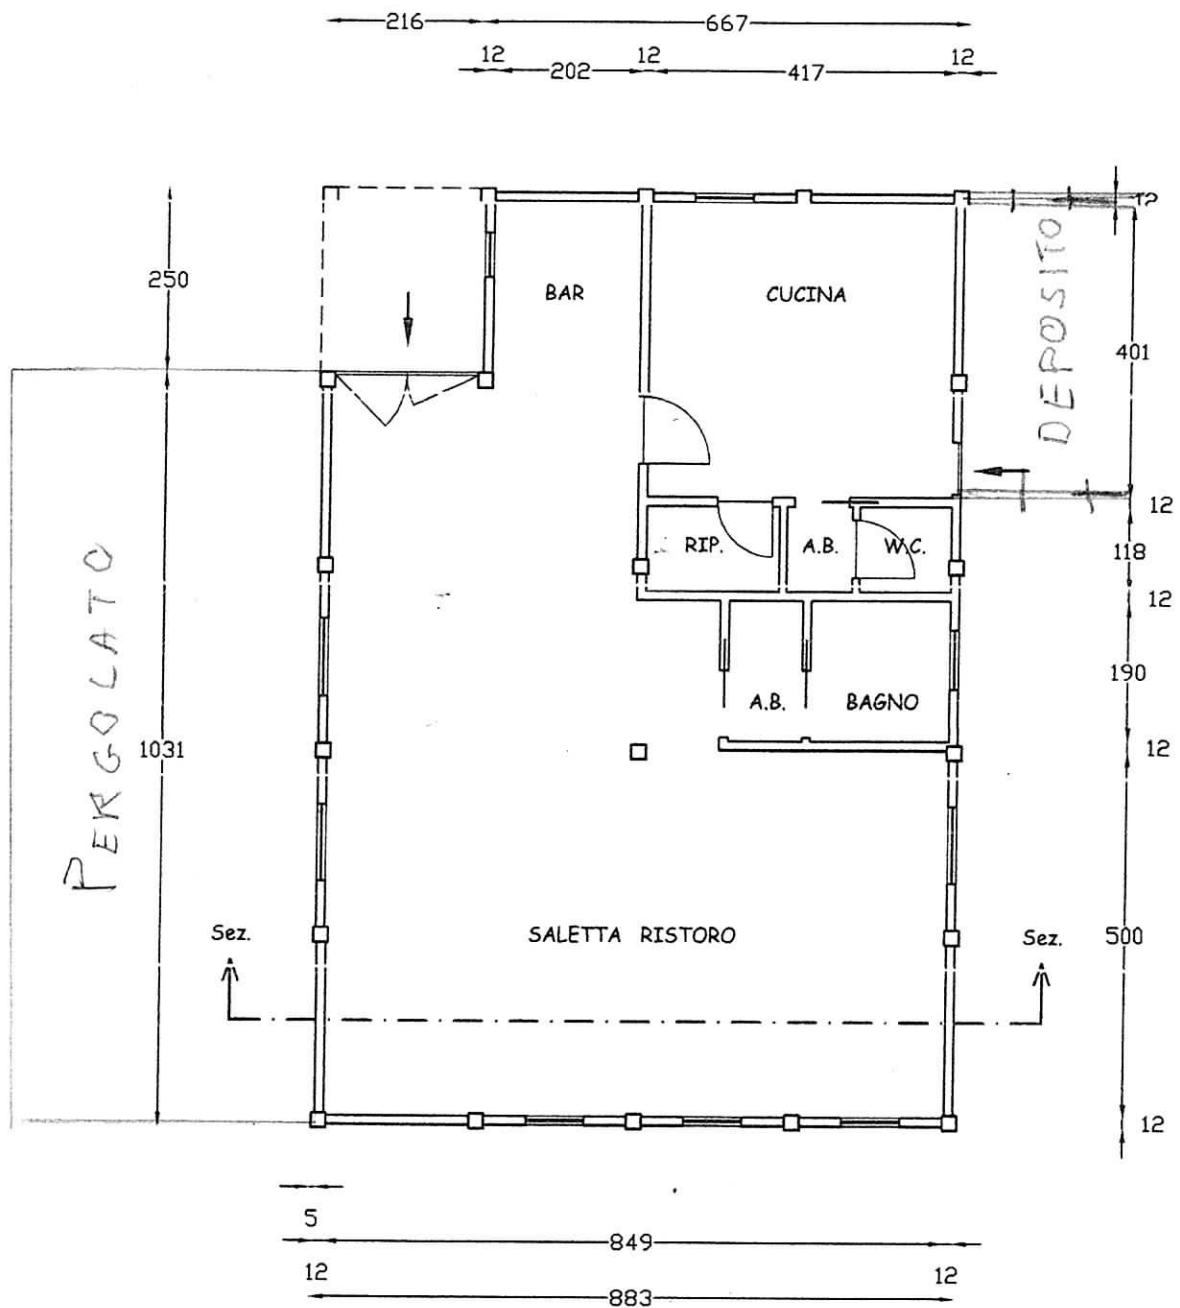 216 667
12 12 12
202 417
12
250
BAR CUCINA
DEPOSITO
401
12
RIP. A.B. W.C.
118
12
PERGOLATO
190
A.B. BAGNO
1031
12
Sez. SALETTA RISTORO Sez.
500
12
5
849
12 12
883